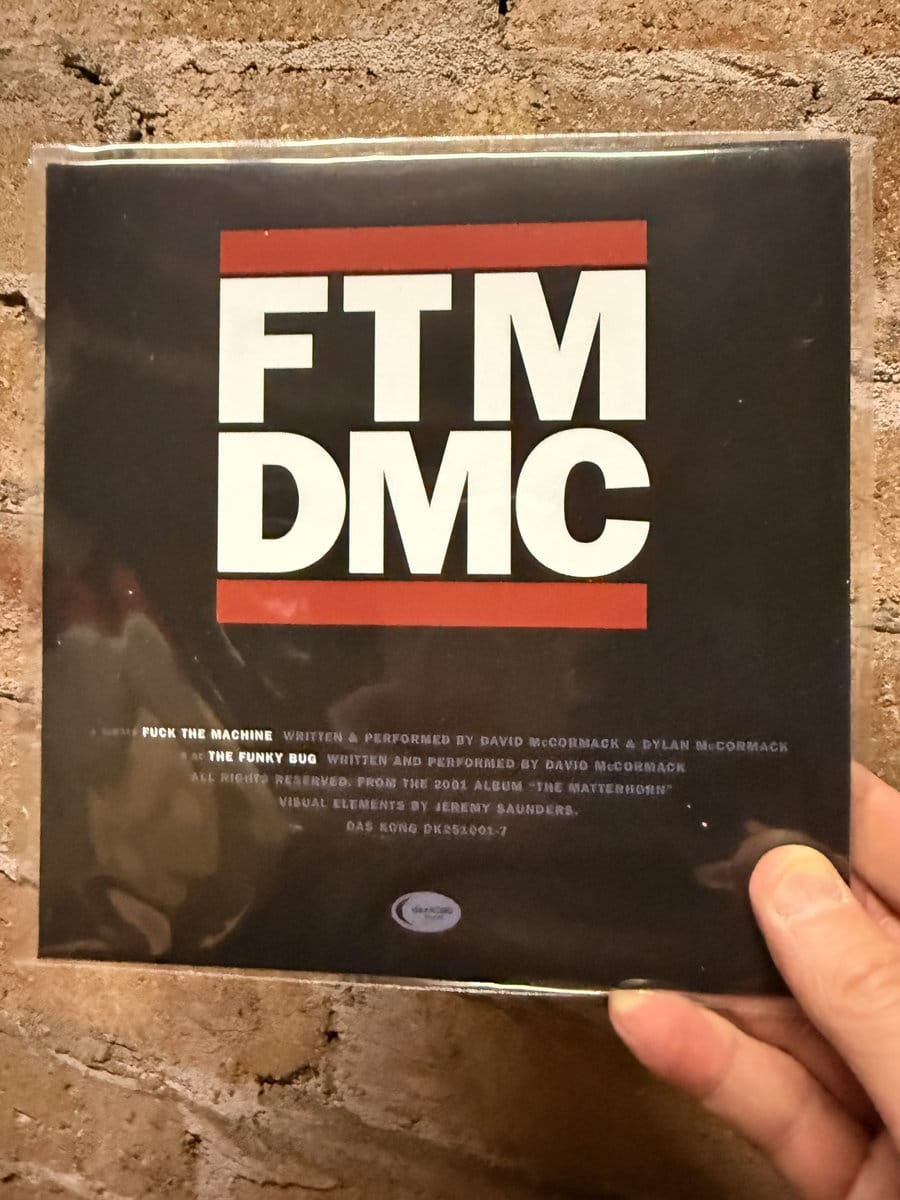 FTM
DMC
FUCK THE MACHINE WRITTEN & PERFORMED BY DAVID McCORMACK & DYLAN McCORMACK
THE FUNKY BUG WRITTEN AND PERFORMED BY DAVID McCORMACK
ALL RIGHTS RESERVED. FROM THE 2001 ALBUM "THE MATTERHORN"
VISUAL ELEMENTS BY JEREMY SAUNDERS.
DAS KONG DK251001-7